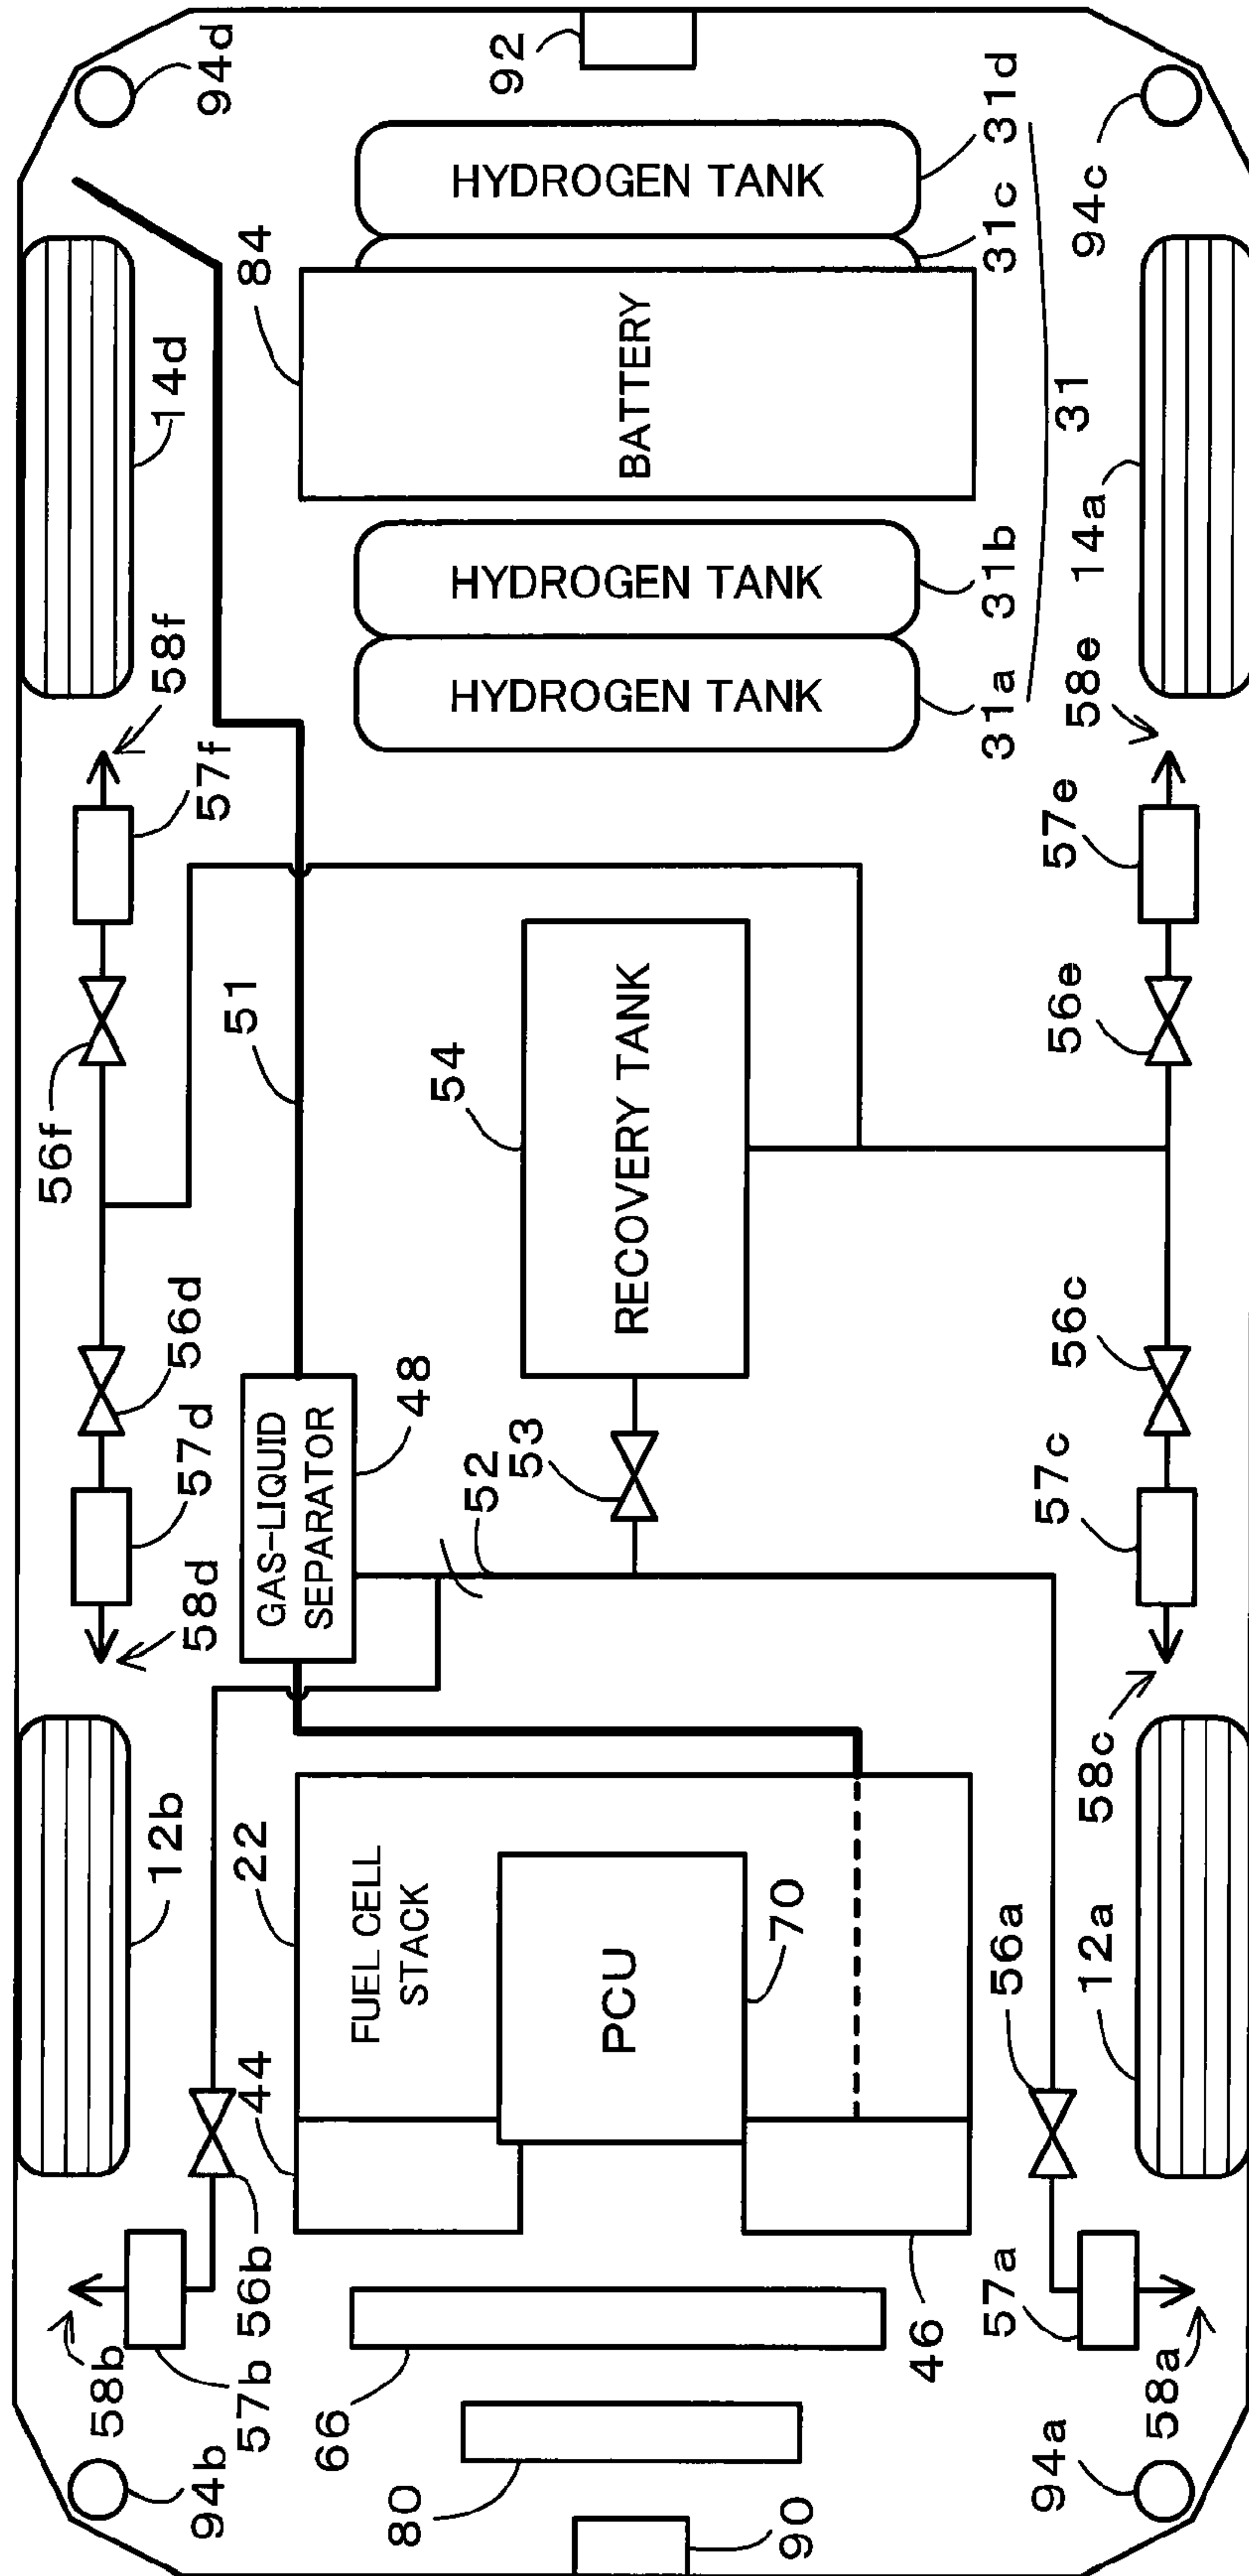 94b
58b
57b
56b
12b
58d
57d
56d
56f
57f
58f
14d
94d
80
66
44
22
51
84
92
GAS-LIQUID
SEPARATOR
48
FUEL CELL
STACK
54
52
53
PCU
RECOVERY TANK
HYDROGEN TANK
HYDROGEN TANK
BATTERY
HYDROGEN TANK
90
70
46
31a
31b
31c
31d
31
94a
58a
57a
56a
12a
58c
57c
56c
56e
57e
58e
14a
94c